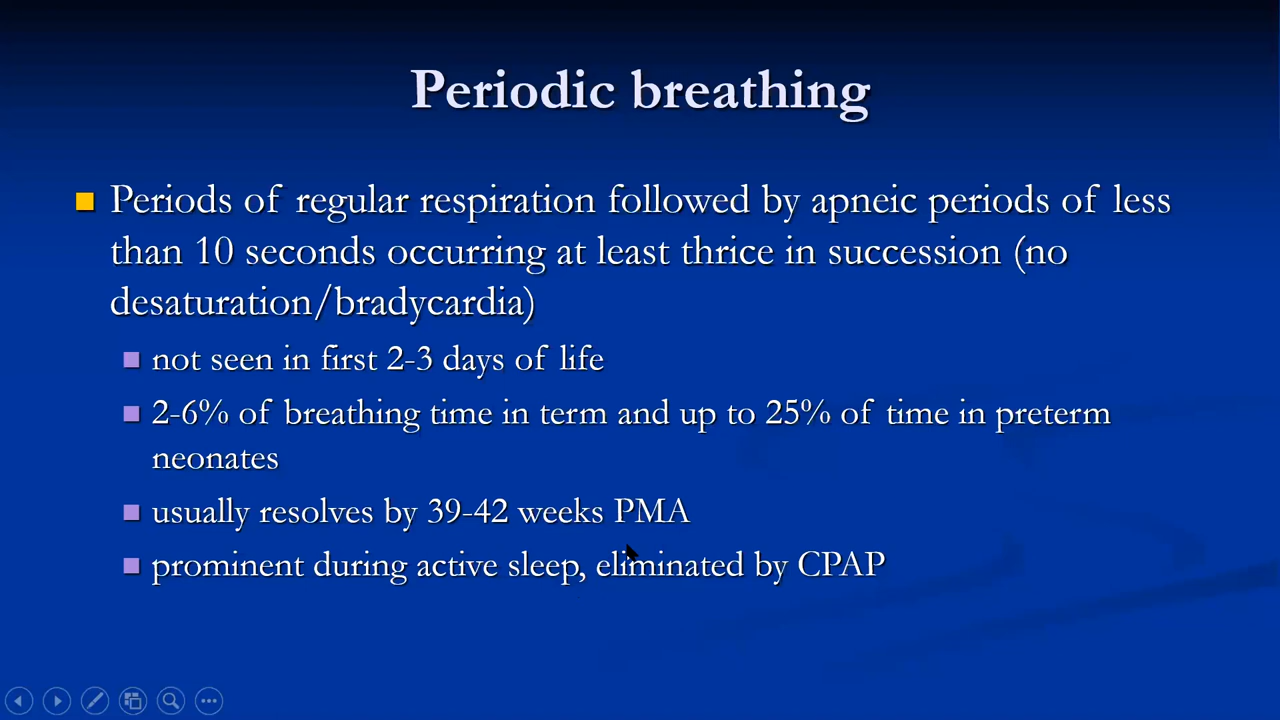 Periodic breathing
Periods of regular respiration followed by apneic periods of less
than 10 seconds occurring at least thrice in succession (no
desaturation/bradycardia)
not seen in first 2-3 days of life
2-6% of breathing time in term and up to 25% of time in preterm
neonates
usually resolves by 39-42 weeks PMA
prominent during active sleep, eliminated by CPAP